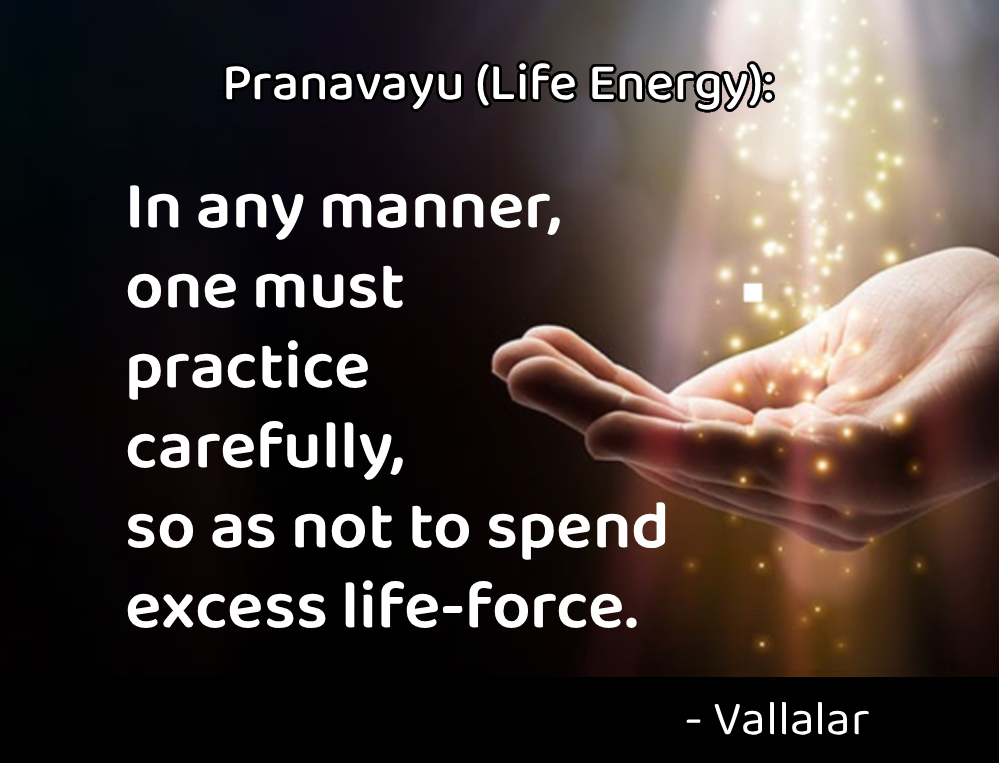 Pranavayu (Life Energy):
In any manner,
one must
practice
carefully,
so as not to spend
excess life-force.
- Vallalar